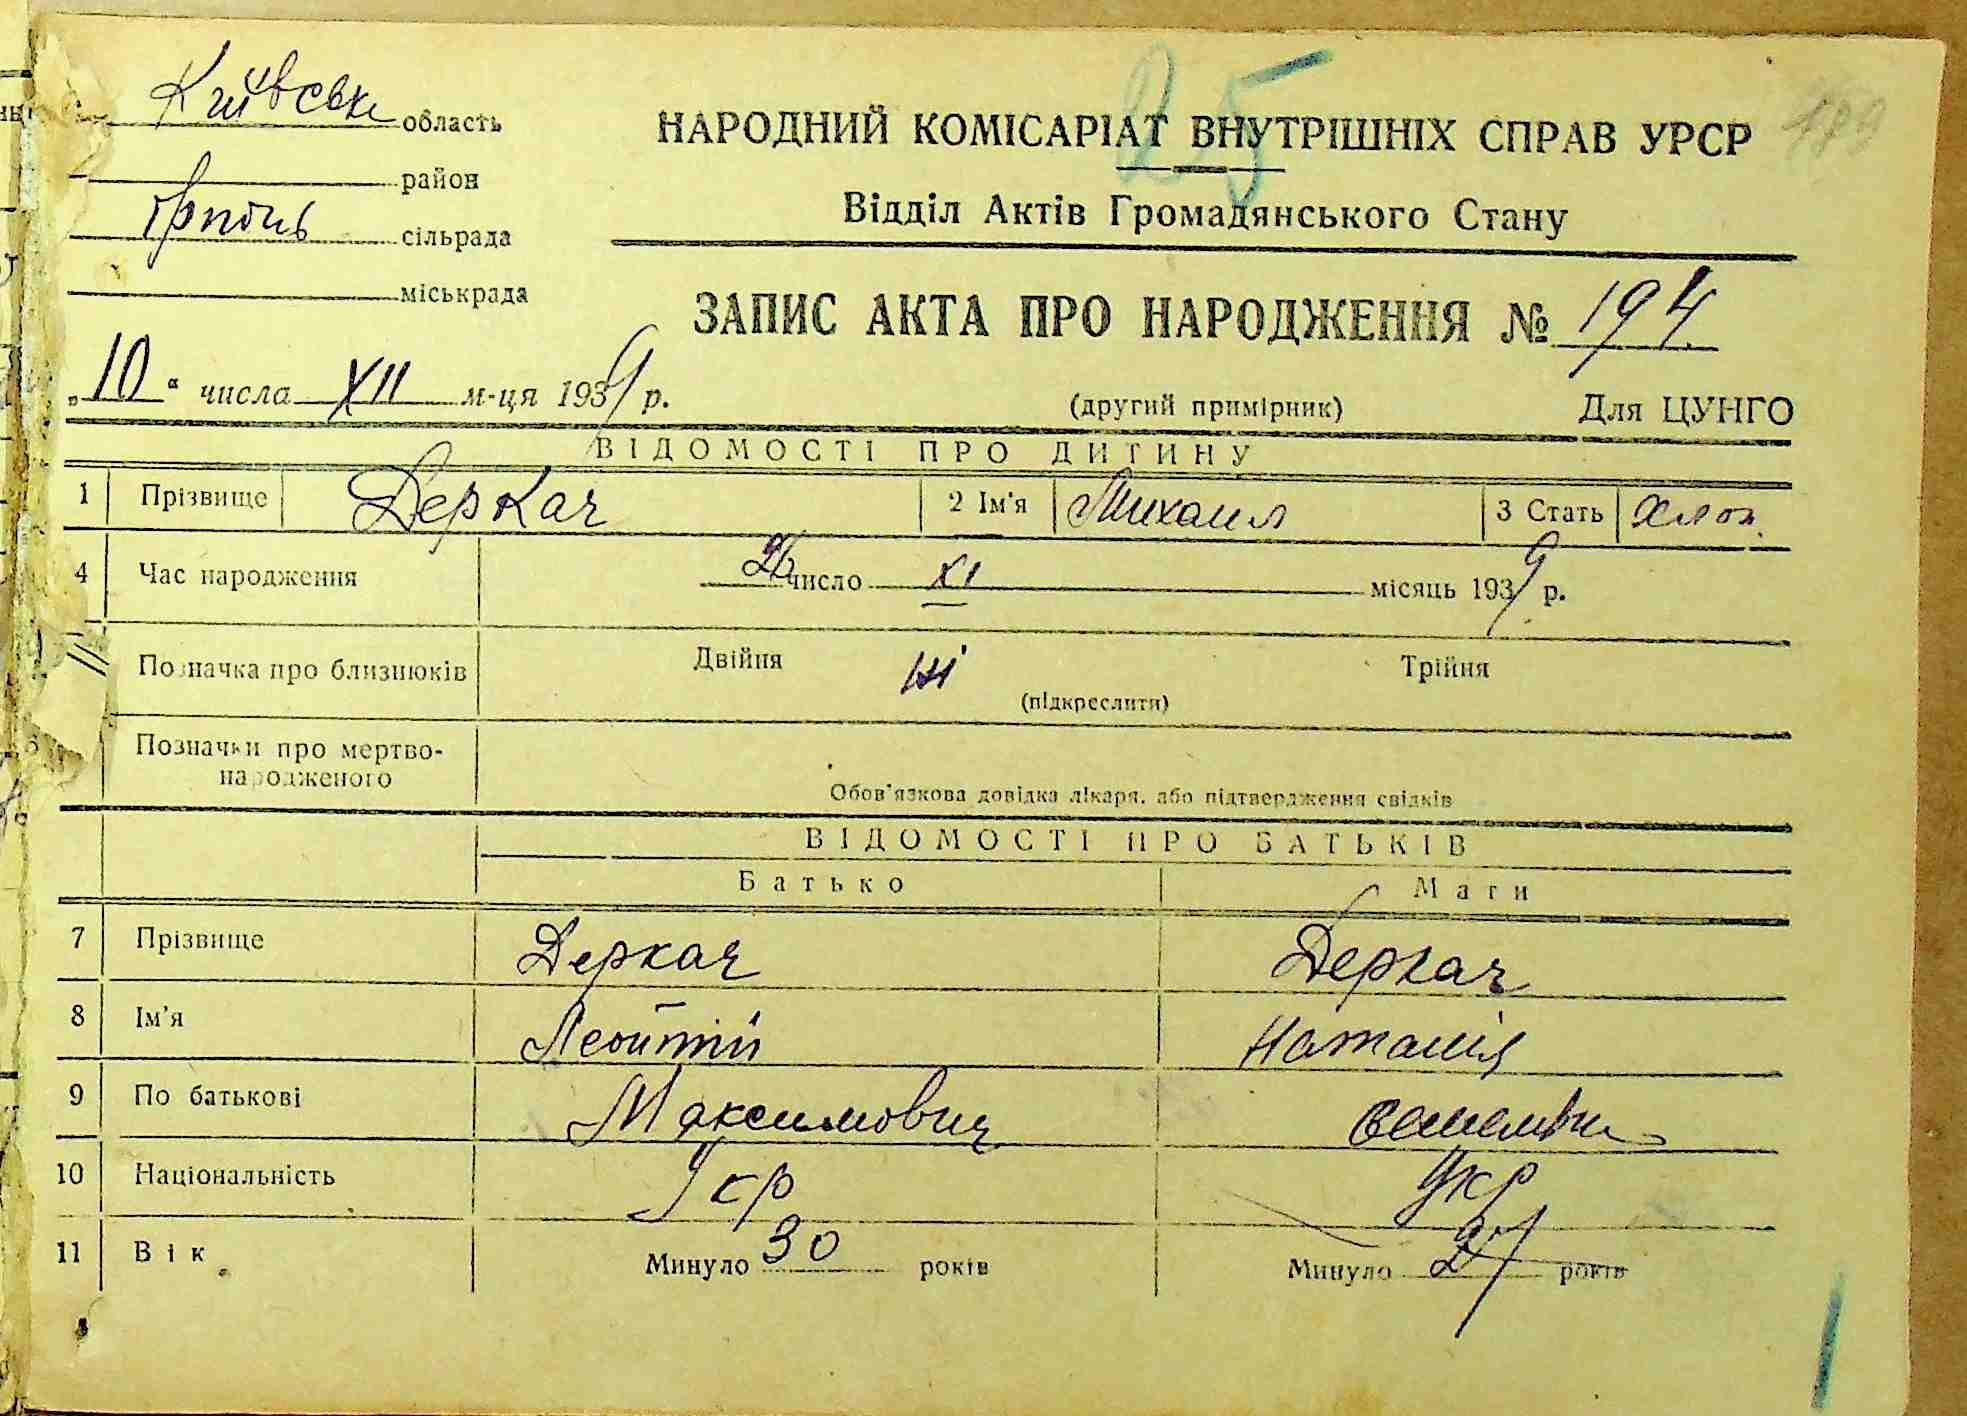 Київська область
25
189
НАРОДНИЙ КОМІСАРІАТ ВНУТРІШНІХ СПРАВ УРСР
район
Відділ Актів Громадянського Стану
Ірпінь сільрада
міськрада
ЗАПИС АКТА ПРО НАРОДЖЕННЯ № 194
„10“ числа XII м-ця 1939 р.
(другий примірник) Для ЦУНГО
ВІДОМОСТІ ПРО ДИТИНУ
1 Прізвище Деркач 2 Ім'я Михаил 3 Стать хлоп.
4 Час народження 26 число XI місяць 1939 р.
Позначка про близнюків Двійня ні Трійня
(підкреслити)
Позначки про мертво-
народженого
Обов'язкова довідка лікаря, або підтвердження свідків
ВІДОМОСТІ ПРО БАТЬКІВ
Батько Мати
7 Прізвище Деркач Деркач
8 Ім'я Леонтій Наталія
9 По батькові Максимович
10 Національність Укр Укр
11 Вік Минуло 30 років Минуло 27 років